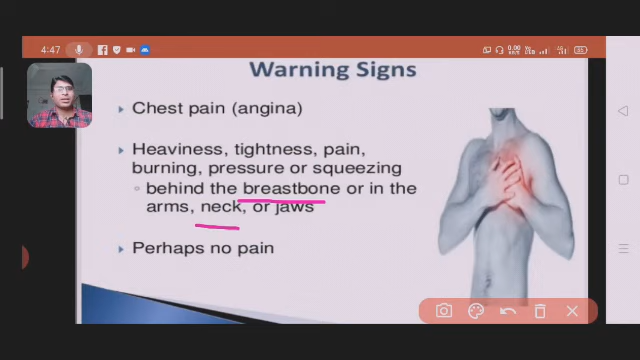 4:47
Warning Signs
Chest pain (angina)
Heaviness, tightness, pain,
burning, pressure or squeezing
behind the breastbone or in the
arms, neck, or jaws
Perhaps no pain